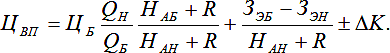 Ц_ВП = Ц_Б Q_Н/Q_Б (Н_АБ + R)/(Н_АН + R) + (З_ЭБ − З_ЭН)/(Н_АН + R) ± ΔK.